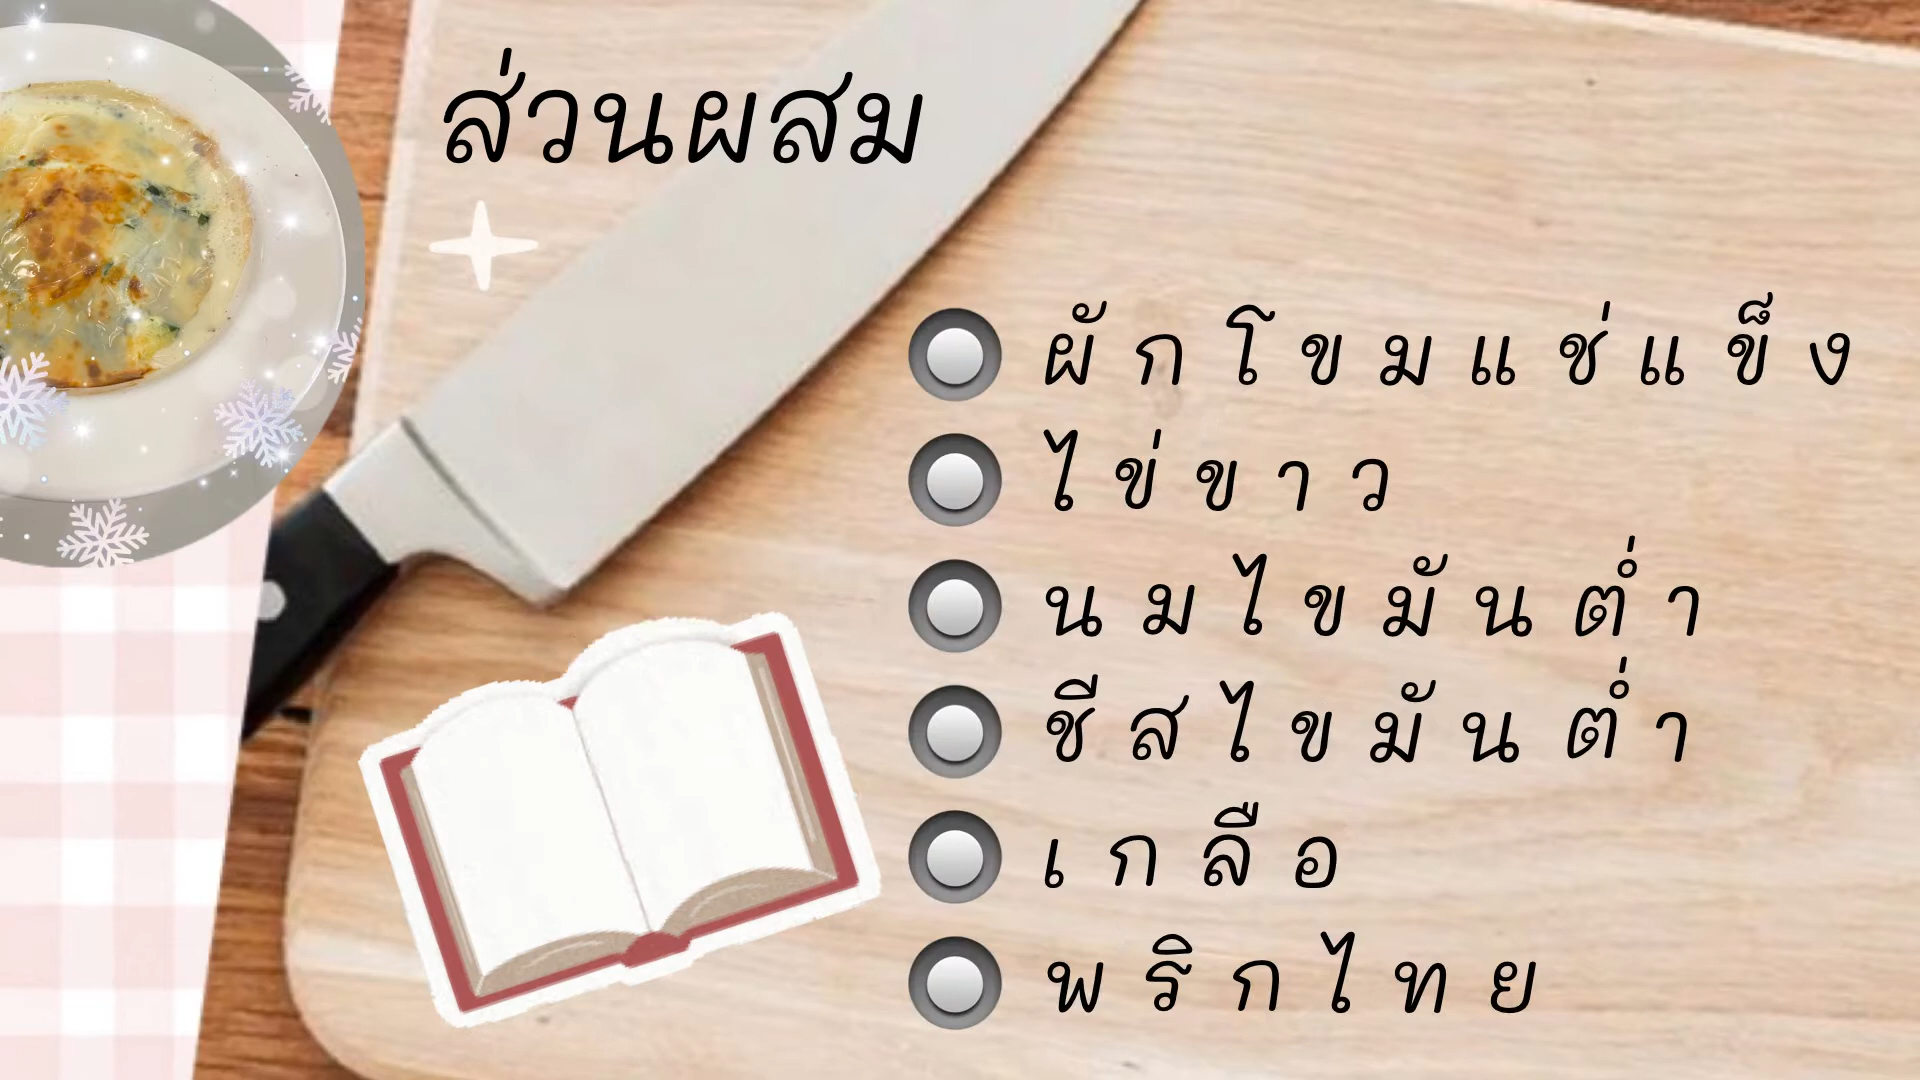 ส่วนผสม
ผักโขมแช่แข็ง
ไข่ขาว
นมไขมันต่ำ
ชีสไขมันต่ำ
เกลือ
พริกไทย